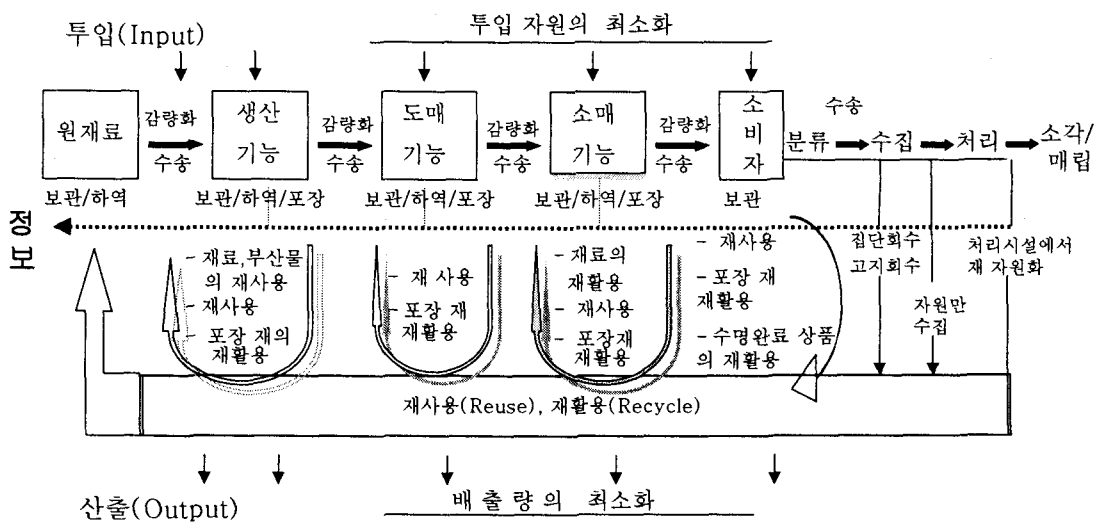 투입(Input)
투입 자원의 최소화
원재료
감량화
수송
생산
기능
감량화
수송
도매
기능
감량화
수송
소매
기능
감량화
수송
소
비
자
분류
수송
수집
처리
소각/
매립
보관/하역
보관/하역/포장
보관/하역/포장
보관/하역/포장
보관
정
보
- 재료,부산물
의 재사용
- 재사용
- 포장 재의
재활용
- 재 사용
- 포장 재
재활용
- 재료의
재활용
- 재사용
- 포장재
재활용
- 재사용
- 포장 재
재활용
- 수명완료 상품
의 재활용
집단회수
고지회수
자원만
수집
처리시설에서
재 자원화
재사용(Reuse), 재활용(Recycle)
산출(Output)
배출량의 최소화